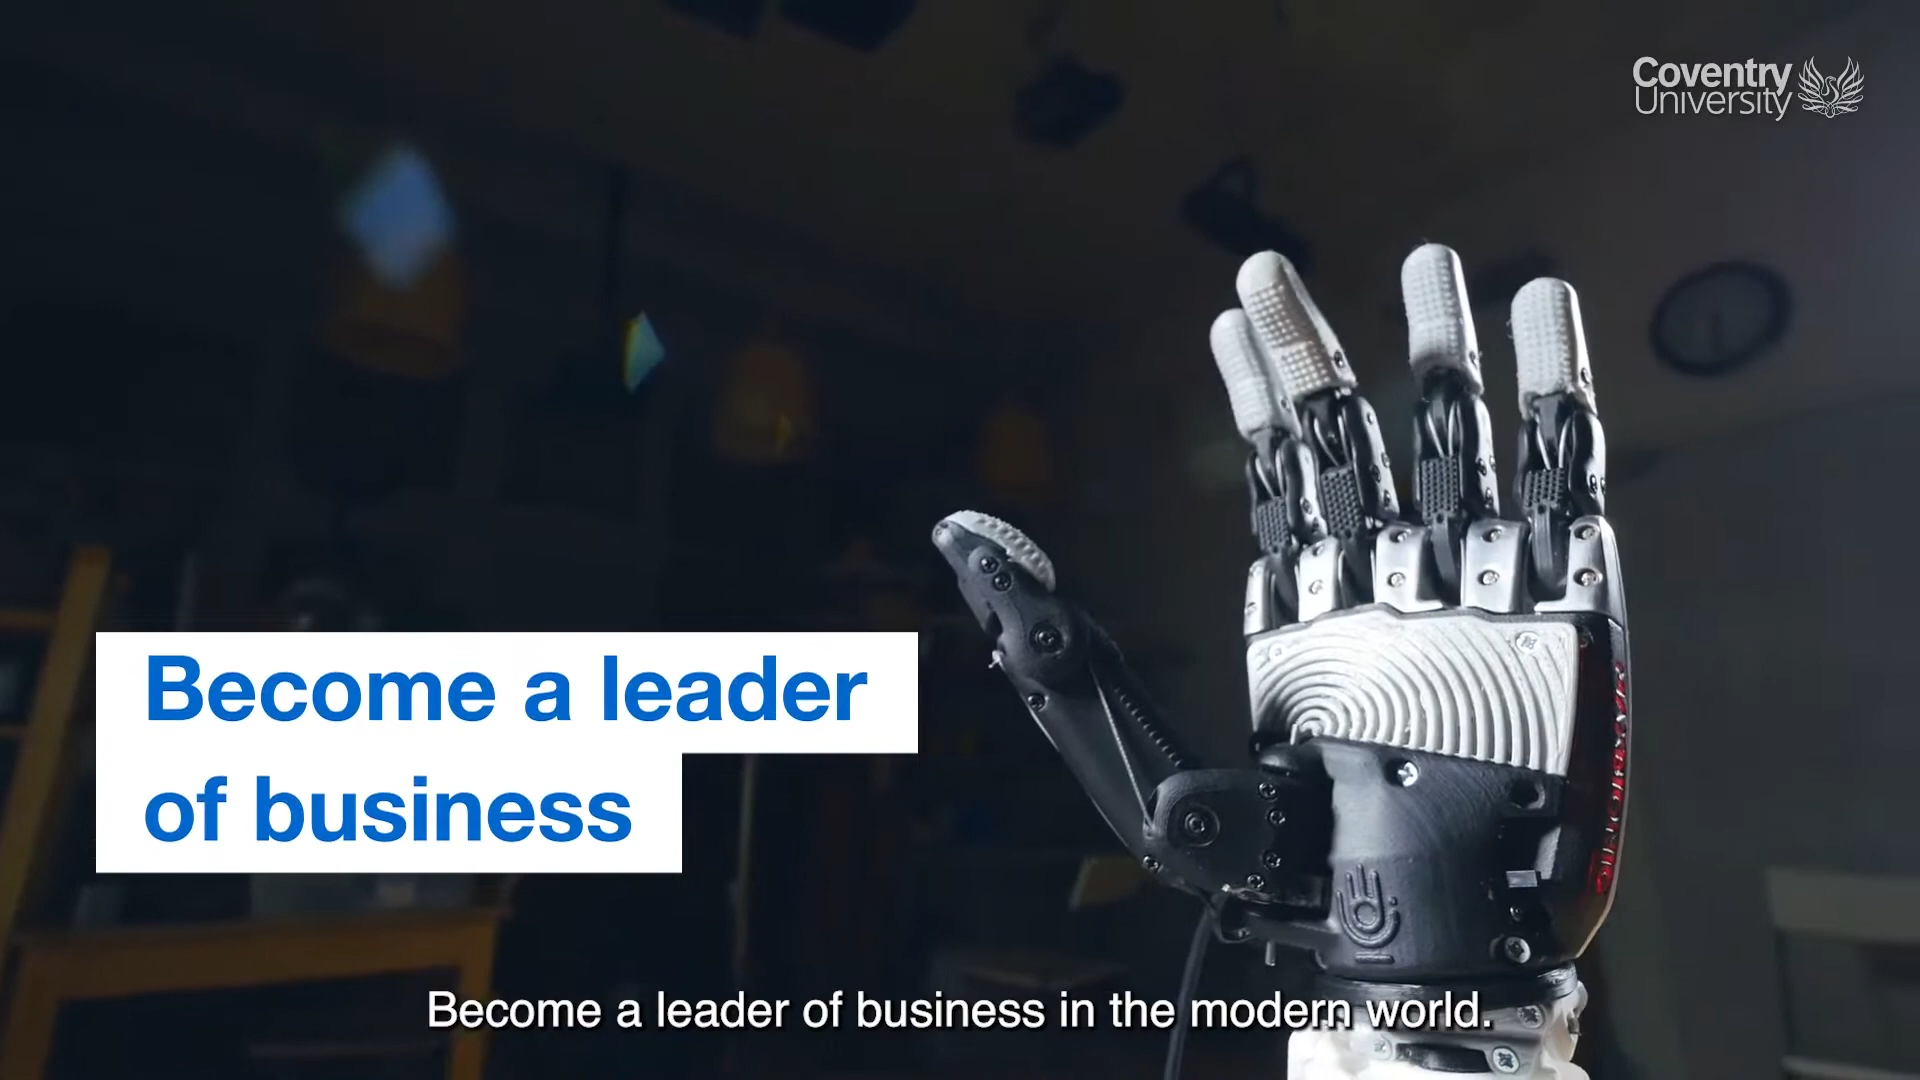 Coventry
University
Become a leader
of business
Become a leader of business in the modern world.